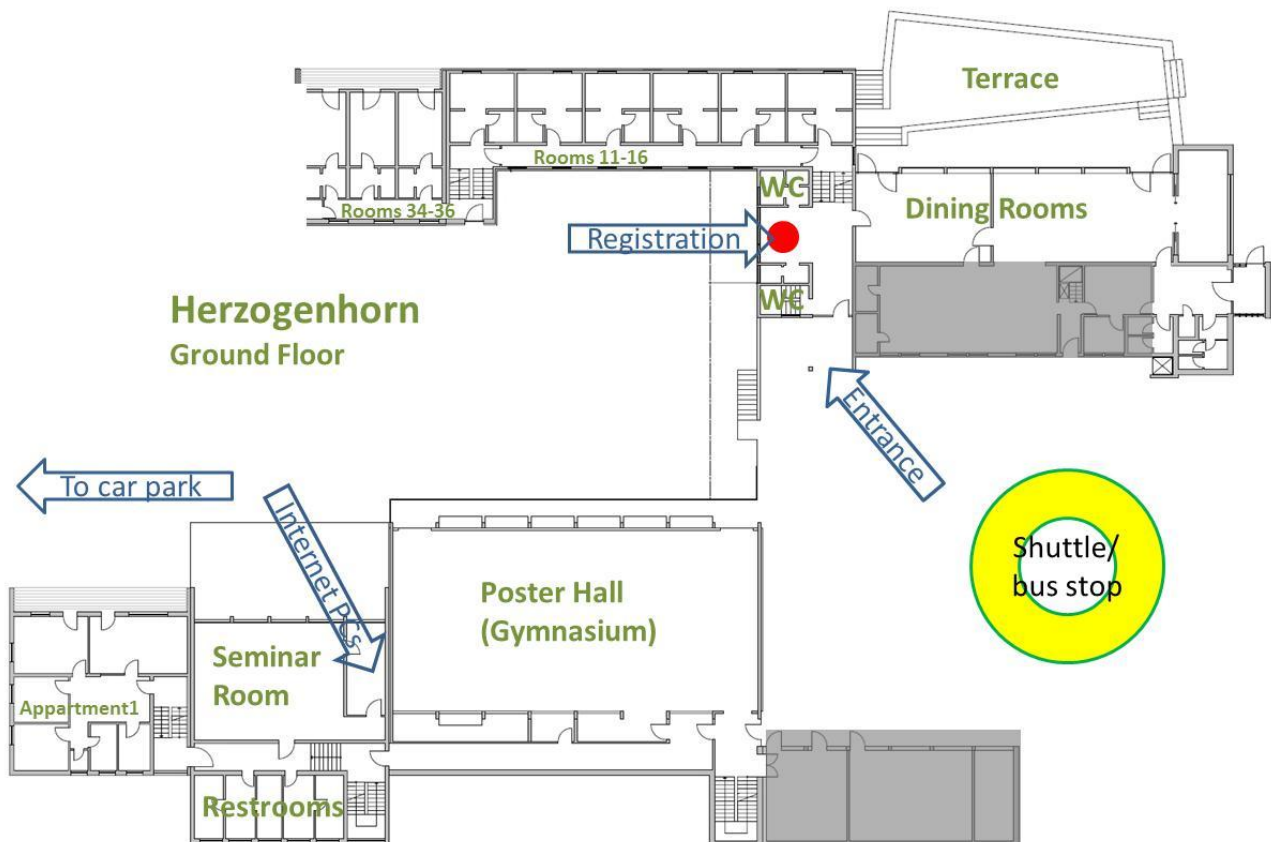 Terrace
Rooms 11-16
WC
Rooms 34-36
Dining Rooms
Registration
WC
Herzogenhorn
Ground Floor
Entrance
To car park
Internet PCs
Shuttle/
bus stop
Poster Hall
(Gymnasium)
Seminar
Room
Appartment1
Restrooms